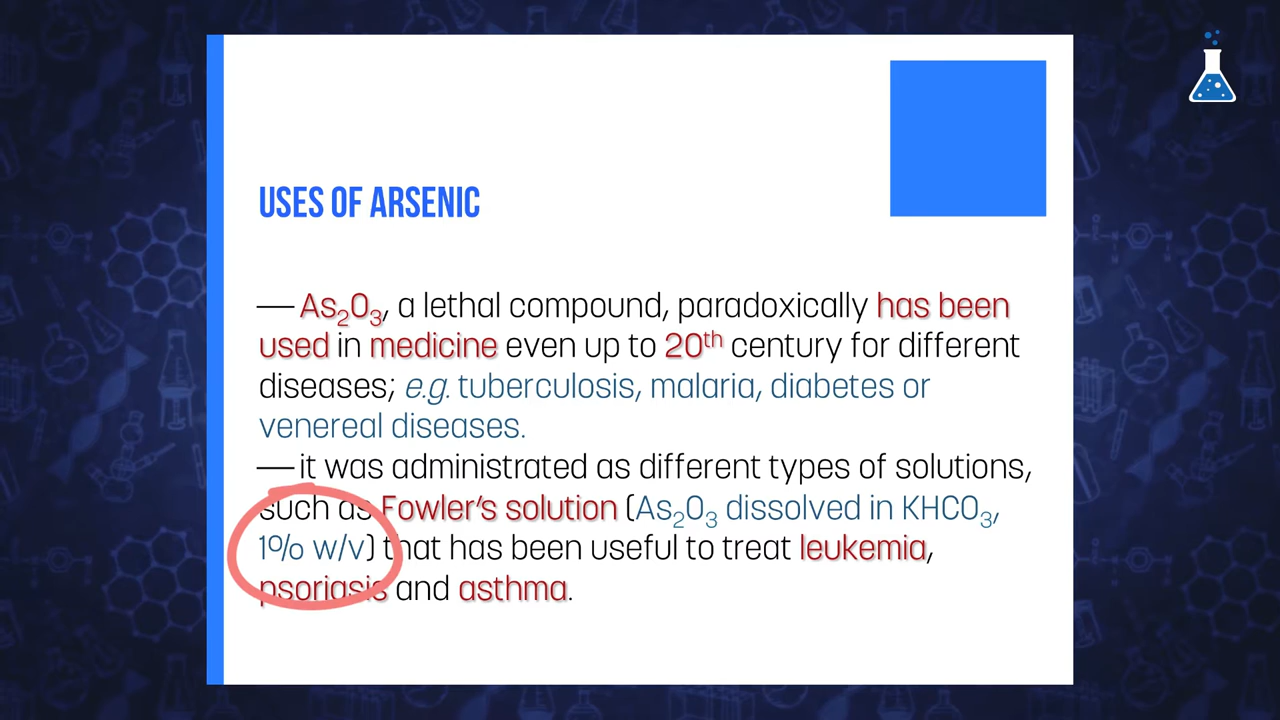 USES OF ARSENIC
— As₂O₃, a lethal compound, paradoxically has been
used in medicine even up to 20ᵗʰ century for different
diseases; e.g. tuberculosis, malaria, diabetes or
venereal diseases.
— it was administrated as different types of solutions,
such as Fowler’s solution (As₂O₃ dissolved in KHCO₃,
1% w/v) that has been useful to treat leukemia,
psoriasis and asthma.